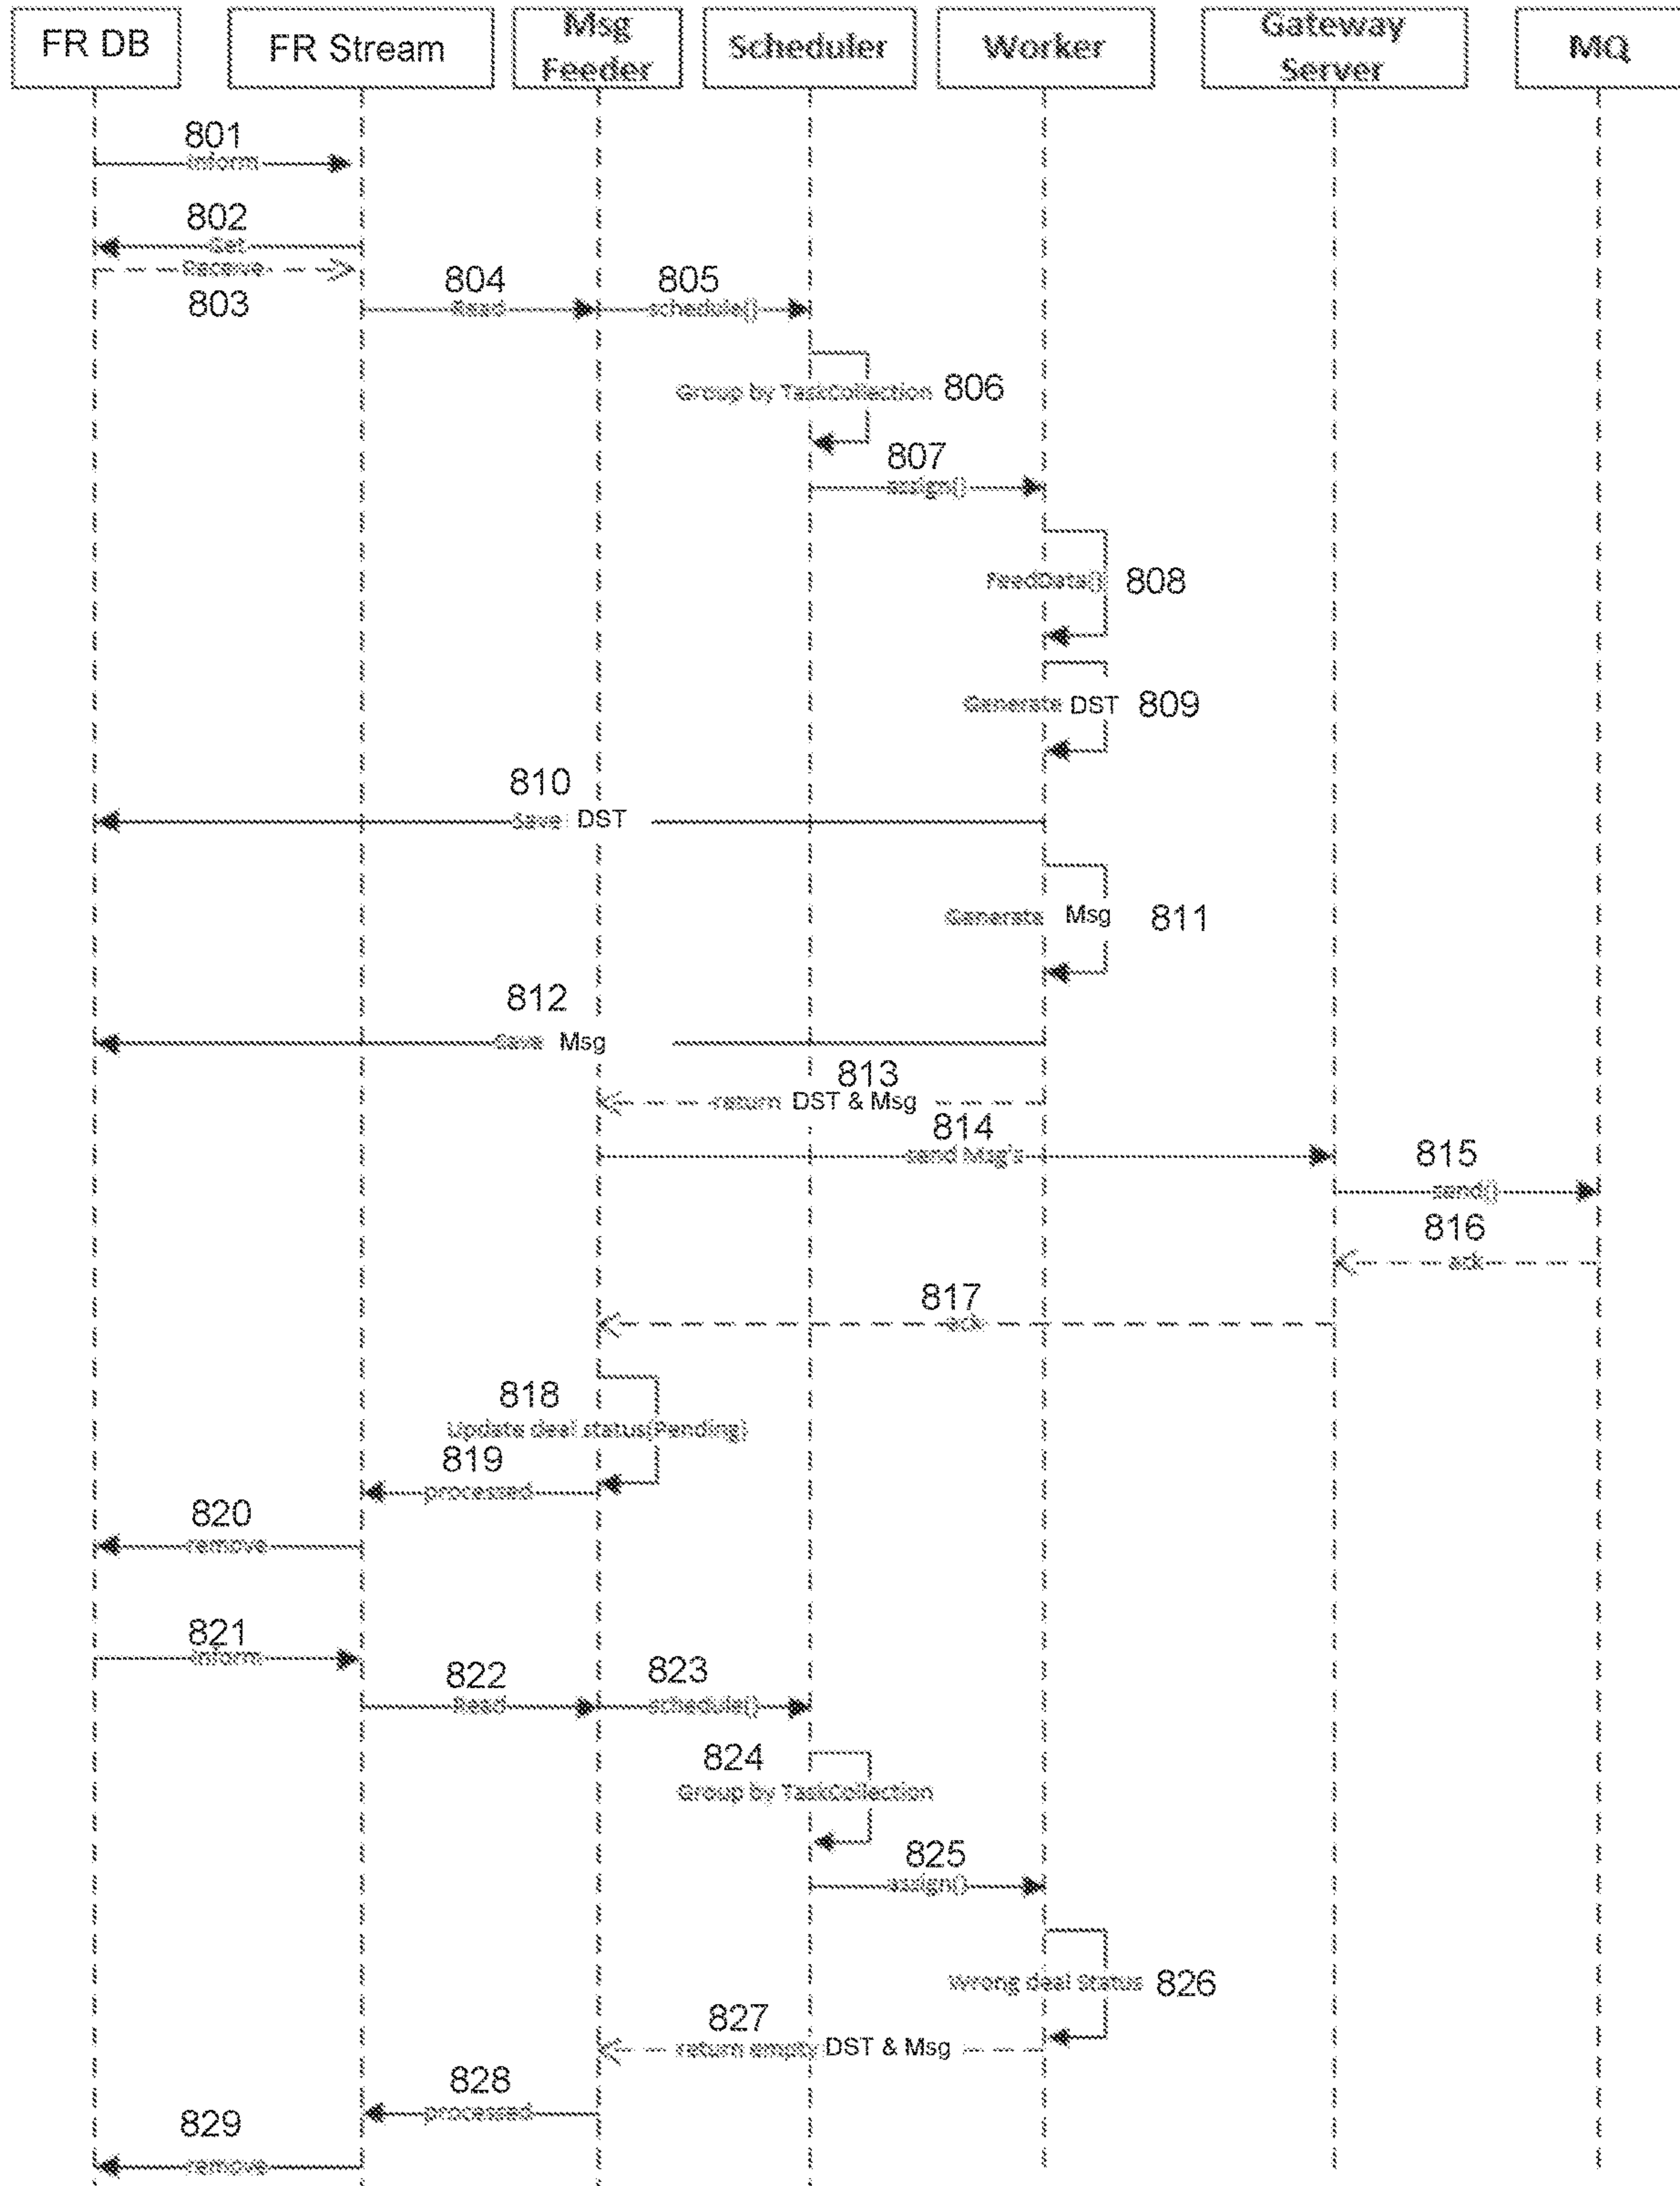 FR DB
FR Stream
Msg
Feeder
Scheduler
Worker
Gateway
Server
MQ
801
Inform
802
Get
Receive
803
804
Read
805
schedule()
Group by TaskCollection 806
807
assign()
FeedData() 808
Generate DST 809
810
Save DST
Generate Msg 811
812
Save Msg
813
return DST & Msg
814
send Msg's
815
send()
816
ack
817
ack
818
Update deal status(Pending)
819
processed
820
remove
821
Inform
822
Read
823
schedule()
824
Group by TaskCollection
825
assign()
Wrong deal Status 826
827
return empty DST & Msg
828
processed
829
remove